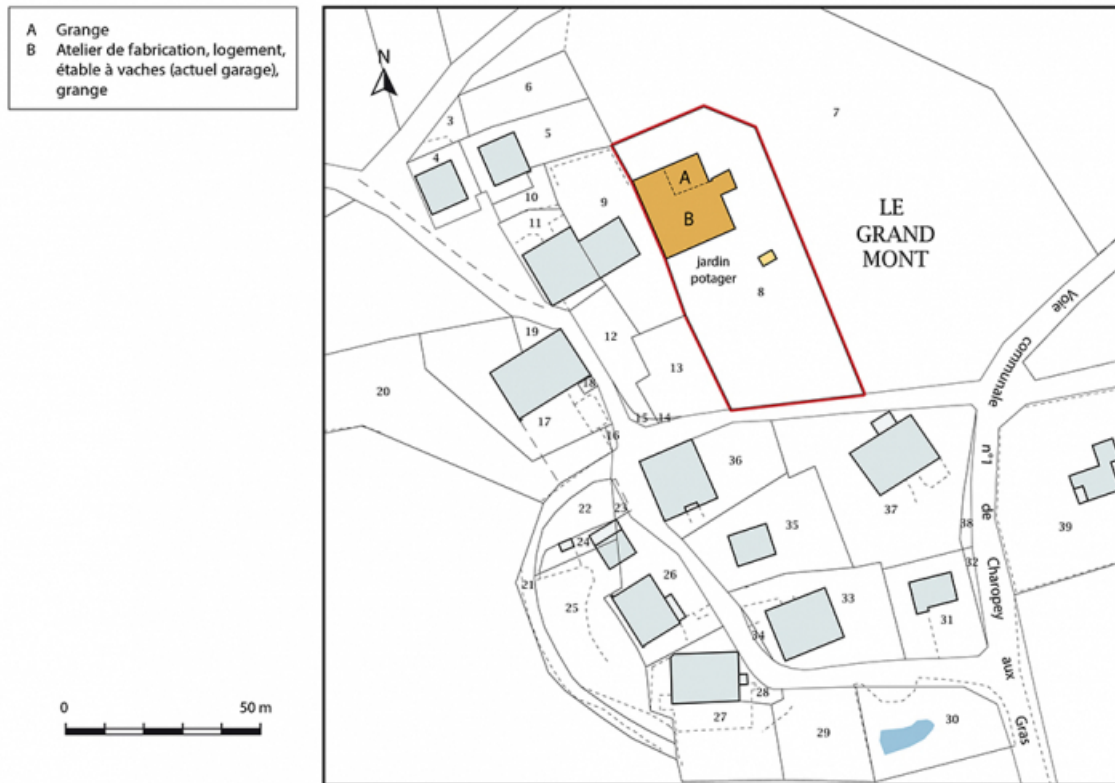 A Grange
B Atelier de fabrication, logement,
étable à vaches (actuel garage),
grange
N
6
7
3
5
4
A
10
9
11
B
LE
GRAND
MONT
jardin
potager
8
19
12
13
20
18
17
15
14
16
Voie communale n°1 de Charopey aux Gras
36
22
23
35
37
38
39
24
21
25
26
32
33
31
34
28
27
29
30
0
50 m